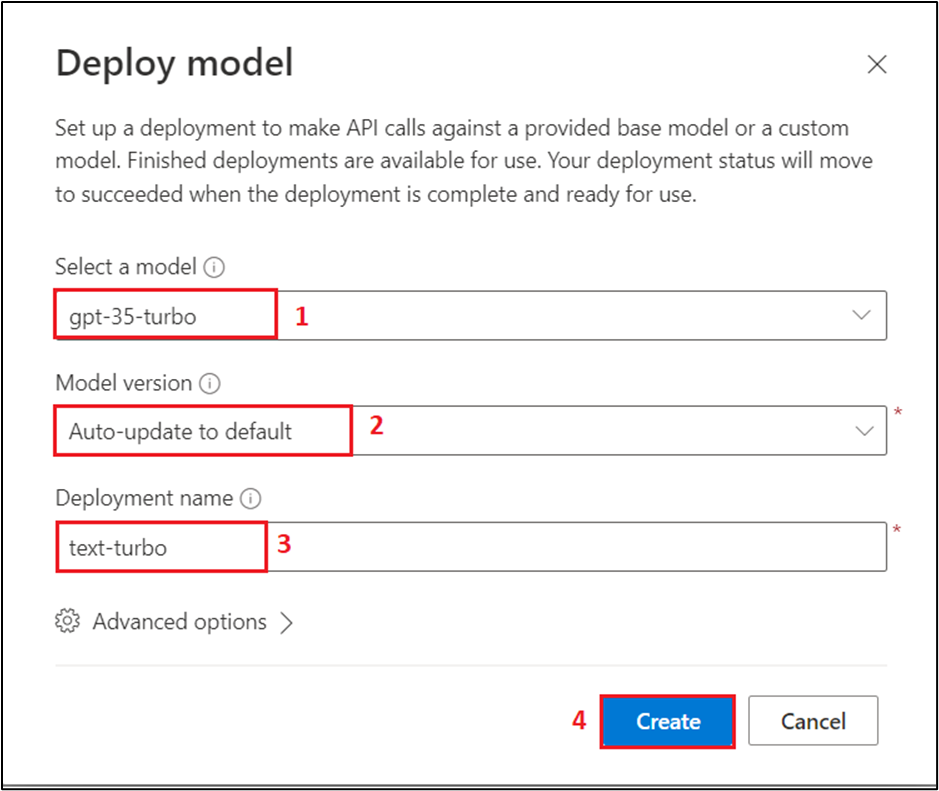 Deploy model
Set up a deployment to make API calls against a provided base model or a custom
model. Finished deployments are available for use. Your deployment status will move
to succeeded when the deployment is complete and ready for use.
Select a model
gpt-35-turbo 1
Model version
Auto-update to default 2 *
Deployment name
text-turbo 3 *
Advanced options
4 Create Cancel